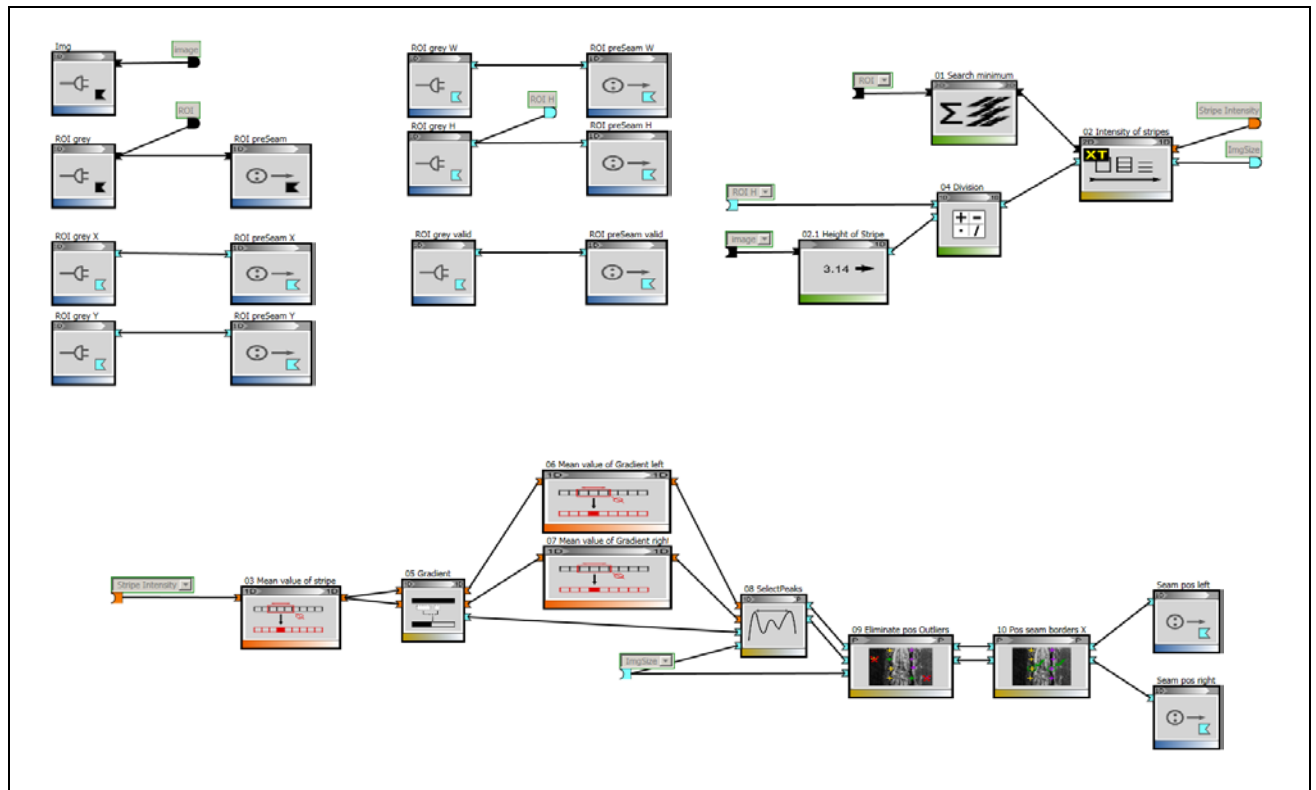 Img
image
ROI
ROI grey
ROI preSeam
ROI grey X
ROI preSeam X
ROI grey Y
ROI preSeam Y
ROI grey W
ROI preSeam W
ROI H
ROI grey H
ROI preSeam H
ROI grey valid
ROI preSeam valid
ROI
01 Search minimum
Σ
Stripe Intensity
02 Intensity of stripes
XT
ImgSize
ROI H
04 Division
+ -
· /
image
02.1 Height of Stripe
3.14
06 Mean value of Gradient left
07 Mean value of Gradient righ
Stripe Intensity
03 Mean value of stripe
05 Gradient
08 SelectPeaks
ImgSize
09 Eliminate pos Outliers
10 Pos seam borders X
Seam pos left
Seam pos right